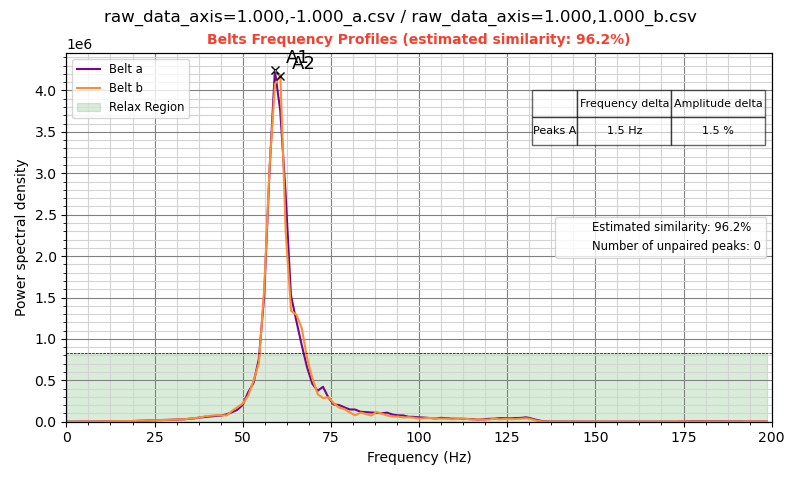 raw_data_axis=1.000,-1.000_a.csv / raw_data_axis=1.000,1.000_b.csv
Belts Frequency Profiles (estimated similarity: 96.2%)
1e6
A1
A2
Belt a
Belt b
Relax Region
Frequency delta Amplitude delta
Peaks A 1.5 Hz 1.5 %
Estimated similarity: 96.2%
Number of unpaired peaks: 0
Power spectral density
4.0
3.5
3.0
2.5
2.0
1.5
1.0
0.5
0.0
0 25 50 75 100 125 150 175 200
Frequency (Hz)